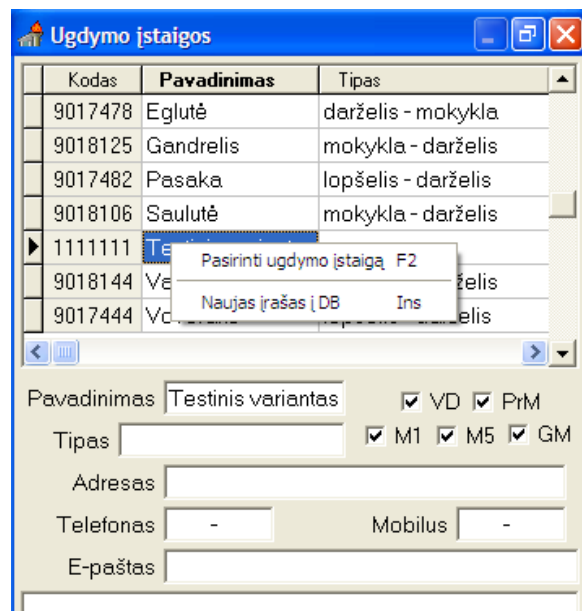 Ugdymo įstaigos
Kodas Pavadinimas Tipas
9017478 Eglutė darželis - mokykla
9018125 Gandrelis mokykla - darželis
9017482 Pasaka lopšelis - darželis
9018106 Saulutė mokykla - darželis
1111111
Pasirinti ugdymo įstaigą F2
9018144
Naujas įrašas į DB Ins
9017444
Pavadinimas Testinis variantas VD PrM
Tipas M1 M5 GM
Adresas
Telefonas - Mobilus -
E-paštas